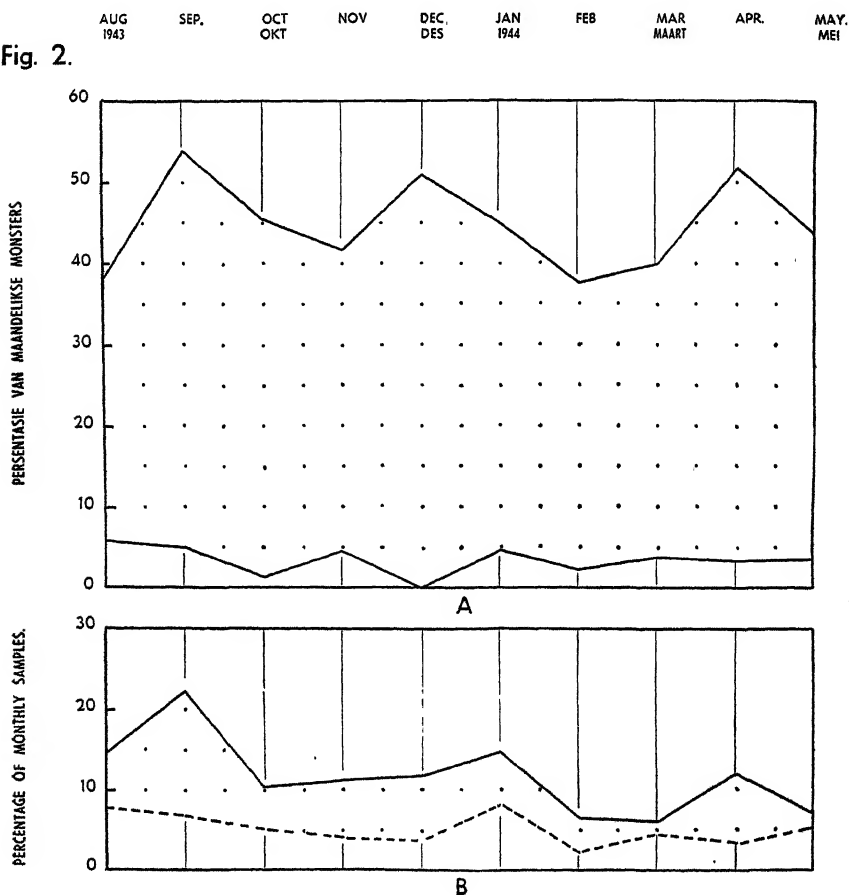 AUG SEP. OCT NOV DEC, JAN FEB MAR APR. MAY.
1943 OKT DES 1944 MAART MEI
Fig. 2.
PERSENTASIE VAN MAANDELIKSE MONSTERS
60
50
40
30
20
10
0
A
PERCENTAGE OF MONTHLY SAMPLES.
30
20
10
0
B